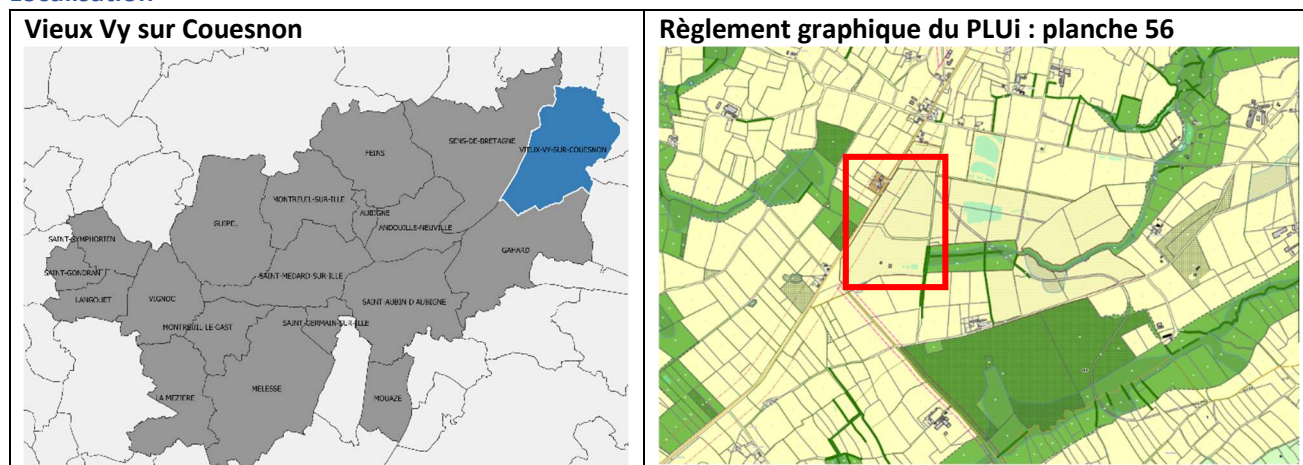 Localisation
Vieux Vy sur Couesnon
Règlement graphique du PLUi : planche 56
SENS-DE-BRETAGNE
VIEUX-VY-SUR-COUESNON
FEINS
MONTREUIL-SUR-ILLE
AUBIGNE
GUIPEL
ANDOUILLE-NEUVILLE
SAINT-SYMPHORIEN
GAHARD
SAINT-GONDRAN
SAINT-MEDARD-SUR-ILLE
LANGOUET
VIGNOC
SAINT-AUBIN D AUBIGNE
SAINT-GERMAIN-SUR-ILLE
MONTREUIL LE-GAST
MELESSE
LA MEZIERE
MOUAZE